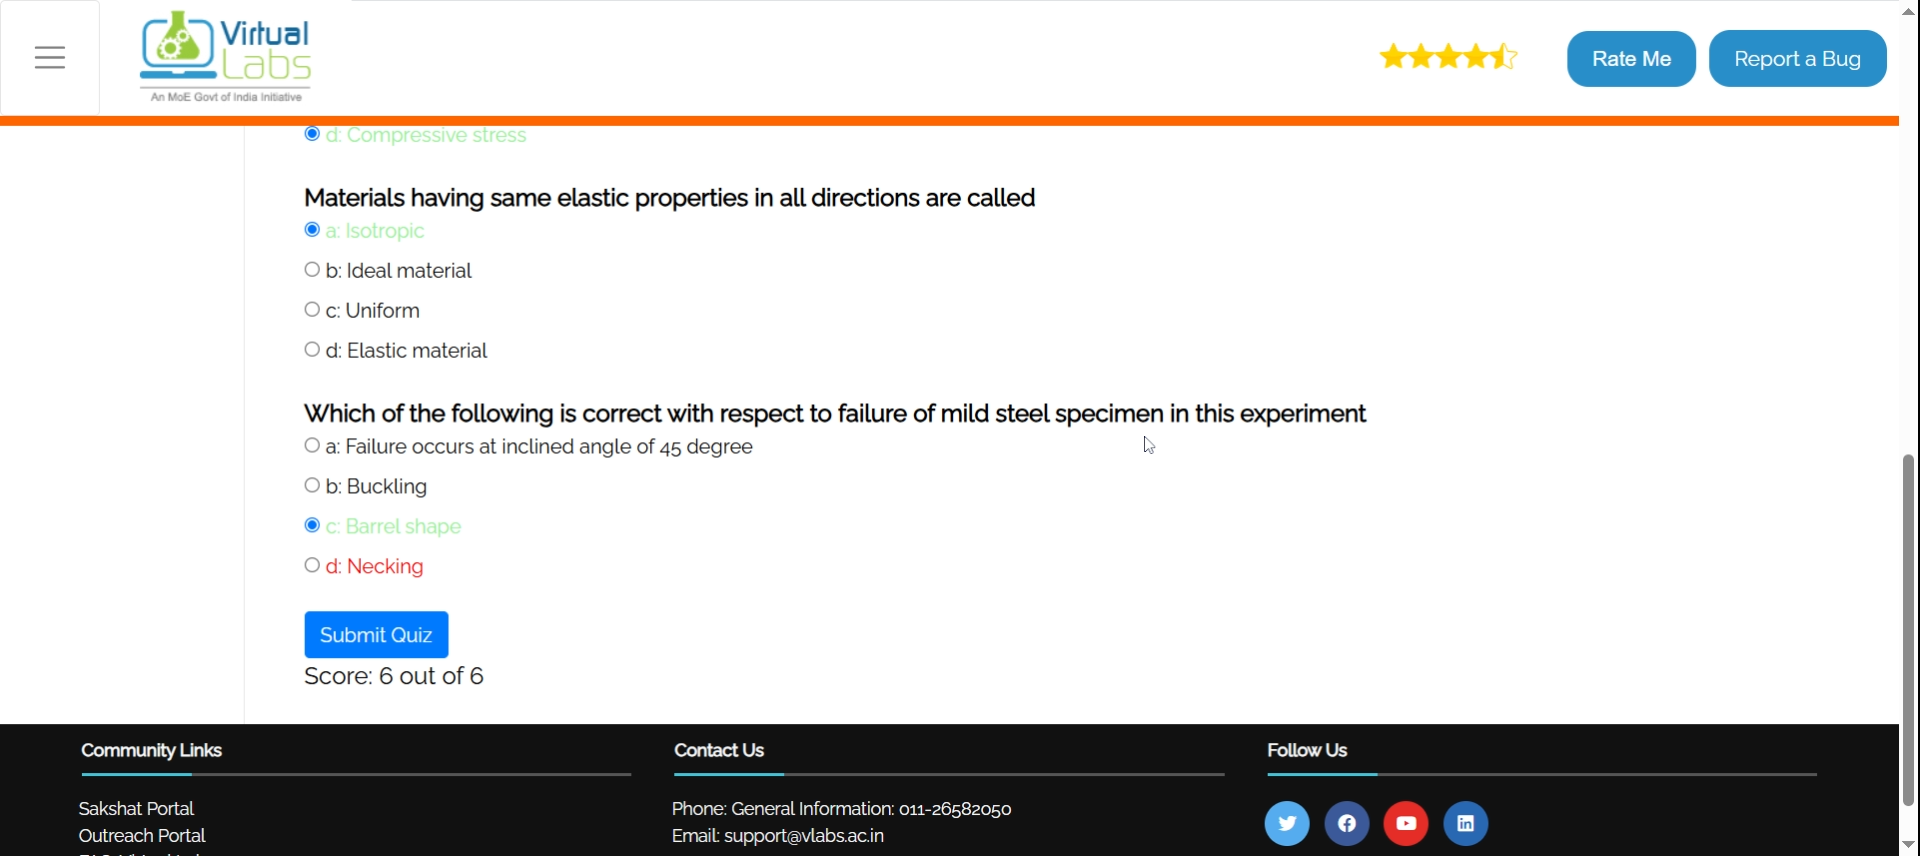 Virtual
Labs
An MoE Govt of India Initiative
Rate Me
Report a Bug
d: Compressive stress
Materials having same elastic properties in all directions are called
a: Isotropic
b: Ideal material
c: Uniform
d: Elastic material
Which of the following is correct with respect to failure of mild steel specimen in this experiment
a: Failure occurs at inclined angle of 45 degree
b: Buckling
c: Barrel shape
d: Necking
Submit Quiz
Score: 6 out of 6
Community Links
Sakshat Portal
Outreach Portal
Contact Us
Phone: General Information: 011-26582050
Email: support@vlabs.ac.in
Follow Us